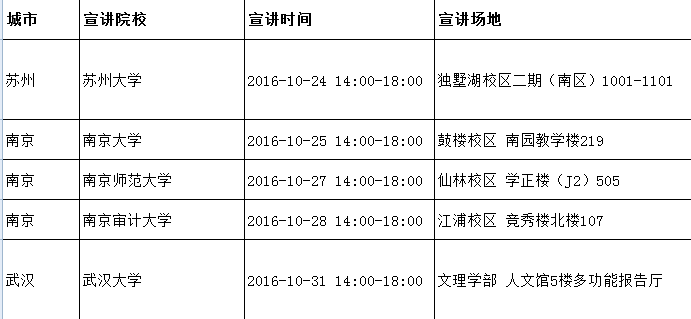 城市 宣讲院校 宣讲时间 宣讲场地
苏州 苏州大学 2016-10-24 14:00-18:00 独墅湖校区二期（南区）1001-1101
南京 南京大学 2016-10-25 14:00-18:00 鼓楼校区 南园教学楼219
南京 南京师范大学 2016-10-27 14:00-18:00 仙林校区 学正楼（J2）505
南京 南京审计大学 2016-10-28 14:00-18:00 江浦校区 竞秀楼北楼107
武汉 武汉大学 2016-10-31 14:00-18:00 文理学部 人文馆5楼多功能报告厅